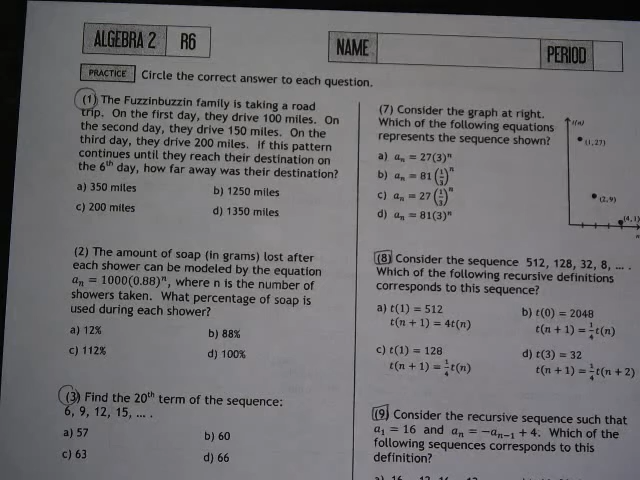 ALGEBRA 2 R6
NAME PERIOD
PRACTICE Circle the correct answer to each question.
(1) The Fuzzinbuzzin family is taking a road
trip. On the first day, they drive 100 miles. On
the second day, they drive 150 miles. On the
third day, they drive 200 miles. If this pattern
continues until they reach their destination on
the 6th day, how far away was their destination?
a) 350 miles b) 1250 miles
c) 200 miles d) 1350 miles
(2) The amount of soap (in grams) lost after
each shower can be modeled by the equation
aₙ = 1000(0.88)ⁿ, where n is the number of
showers taken. What percentage of soap is
used during each shower?
a) 12% b) 88%
c) 112% d) 100%
(3) Find the 20th term of the sequence:
6, 9, 12, 15, ... .
a) 57 b) 60
c) 63 d) 66
(7) Consider the graph at right.
Which of the following equations
represents the sequence shown?
a) aₙ = 27(3)ⁿ
b) aₙ = 81(1/3)ⁿ
c) aₙ = 27(1/3)ⁿ
d) aₙ = 81(3)ⁿ
t(n)
(1,27)
(2,9)
(4,1)
n
(8) Consider the sequence 512, 128, 32, 8, ... .
Which of the following recursive definitions
corresponds to this sequence?
a) t(1) = 512 b) t(0) = 2048
t(n + 1) = 4t(n) t(n + 1) = 1/4 t(n)
c) t(1) = 128 d) t(3) = 32
t(n + 1) = 1/4 t(n) t(n + 1) = 1/4 t(n + 2)
(9) Consider the recursive sequence such that
a₁ = 16 and aₙ = −aₙ₋₁ + 4. Which of the
following sequences corresponds to this
definition?